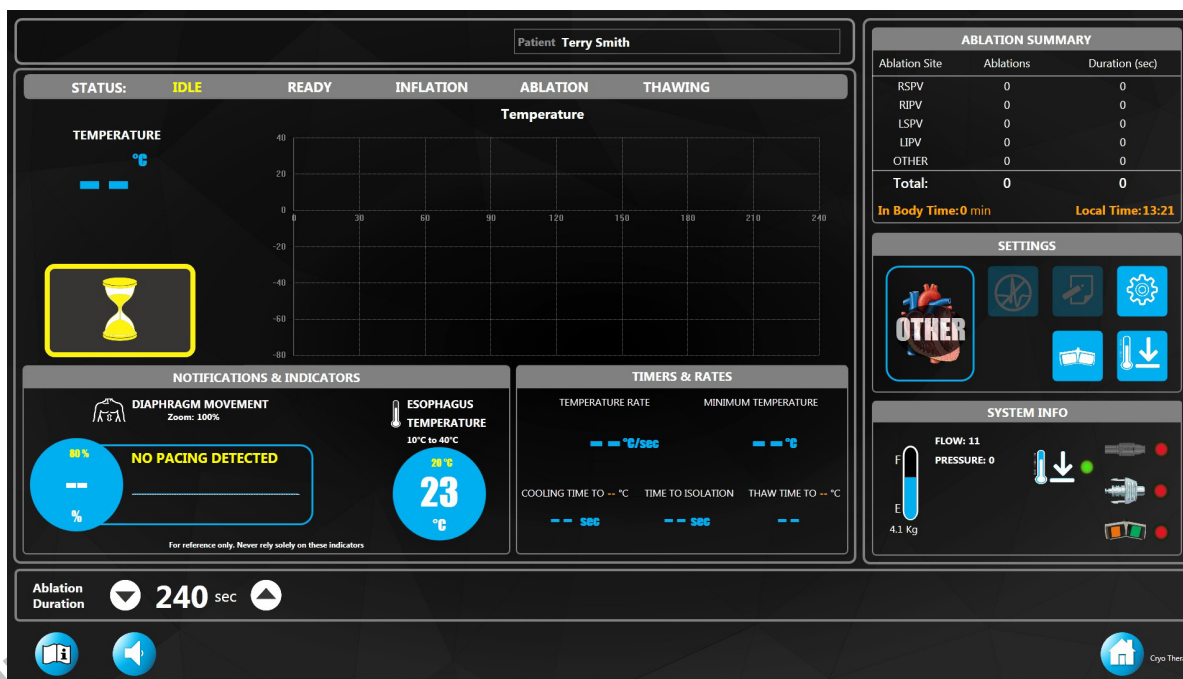 Patient Terry Smith
STATUS: IDLE READY INFLATION ABLATION THAWING
TEMPERATURE
°C
-- --
Temperature
40
20
0
0 30 60 90 120 150 180 210 240
-20
-40
-60
-80
NOTIFICATIONS & INDICATORS
DIAPHRAGM MOVEMENT
Zoom: 100%
80 %
--
%
NO PACING DETECTED
ESOPHAGUS
TEMPERATURE
10°C to 40°C
20 °C
23
°C
For reference only. Never rely solely on these indicators
TIMERS & RATES
TEMPERATURE RATE MINIMUM TEMPERATURE
-- -- °C/sec -- -- °C
COOLING TIME TO -- °C TIME TO ISOLATION THAW TIME TO -- °C
-- -- sec -- -- sec -- --
ABLATION SUMMARY
Ablation Site Ablations Duration (sec)
RSPV 0 0
RIPV 0 0
LSPV 0 0
LIPV 0 0
OTHER 0 0
Total: 0 0
In Body Time: 0 min Local Time: 13:21
SETTINGS
OTHER
SYSTEM INFO
FLOW: 11
PRESSURE: 0
F
E
4.1 Kg
Ablation
Duration
240 sec
i
Cryo Ther